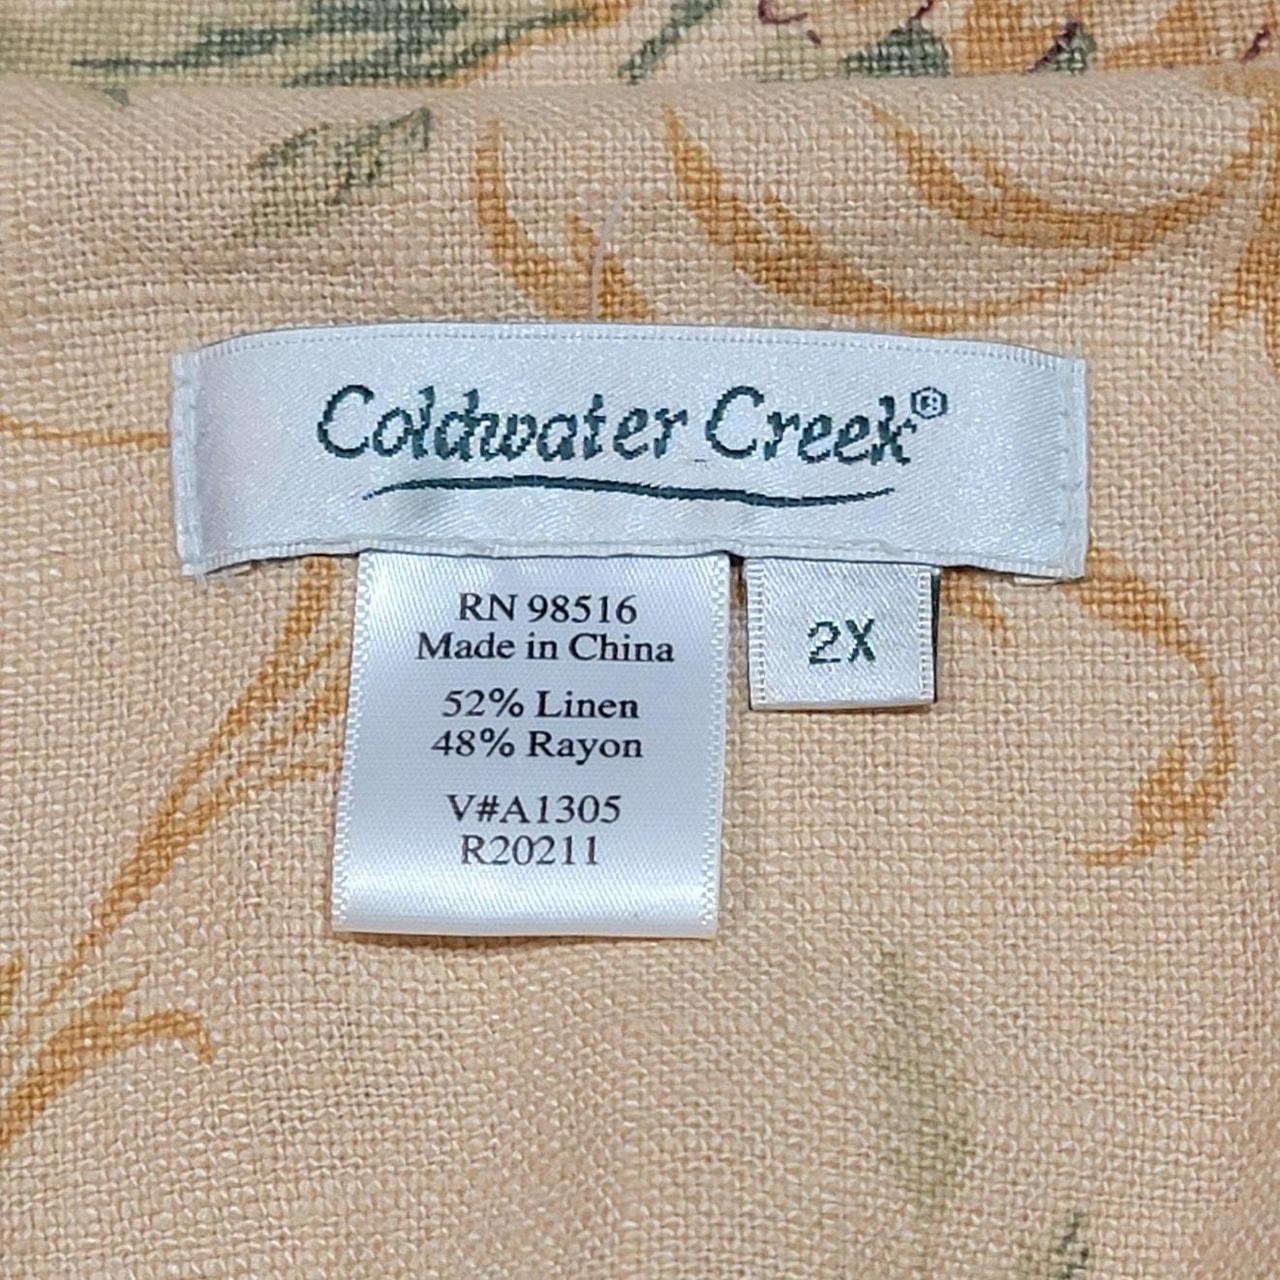 Coldwater Creek®
RN 98516
Made in China
52% Linen
48% Rayon
V#A1305
R20211
2X